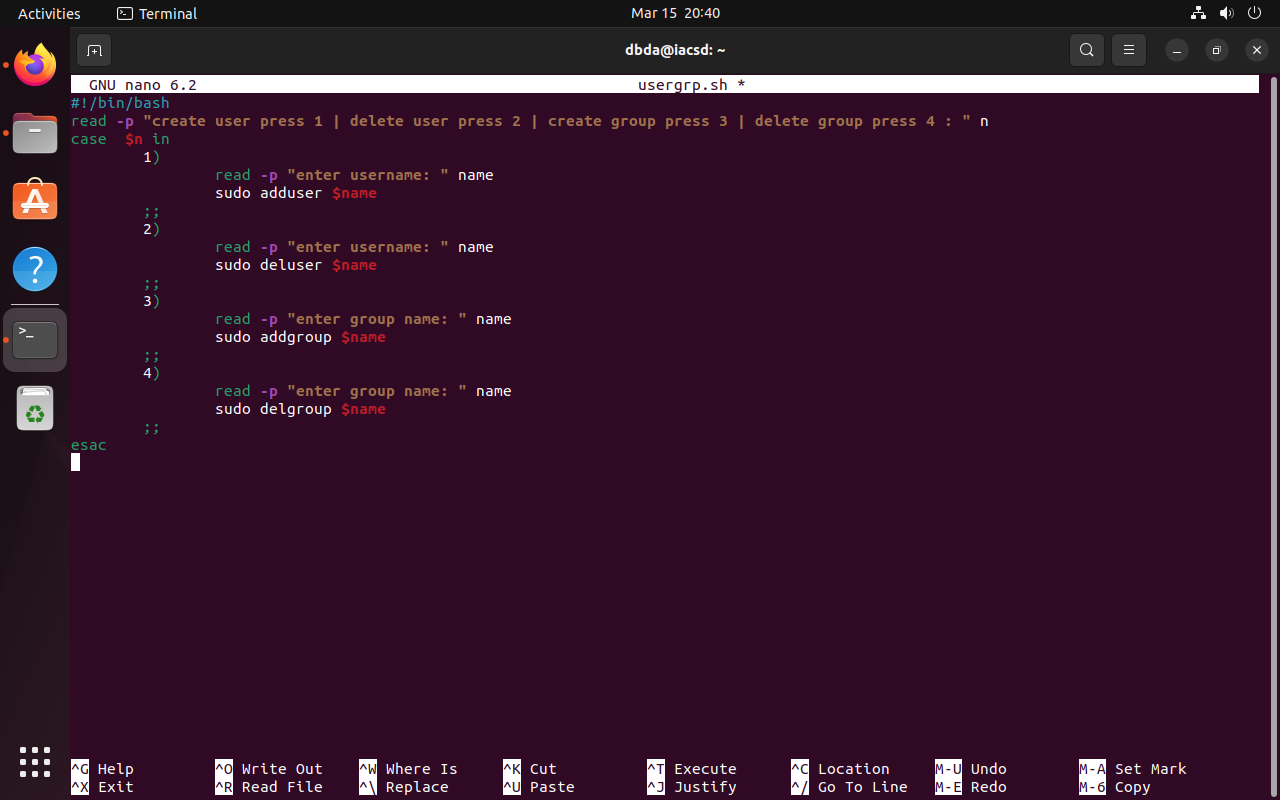 Activities Terminal Mar 15 20:40
dbda@iacsd: ~
GNU nano 6.2 usergrp.sh *
#!/bin/bash
read -p "create user press 1 | delete user press 2 | create group press 3 | delete group press 4 : " n
case  $n in
        1)
                read -p "enter username: " name
                sudo adduser $name
        ;;
        2)
                read -p "enter username: " name
                sudo deluser $name
        ;;
        3)
                read -p "enter group name: " name
                sudo addgroup $name
        ;;
        4)
                read -p "enter group name: " name
                sudo delgroup $name
        ;;
esac
^G Help ^O Write Out ^W Where Is ^K Cut ^T Execute ^C Location M-U Undo M-A Set Mark
^X Exit ^R Read File ^\ Replace ^U Paste ^J Justify ^/ Go To Line M-E Redo M-6 Copy